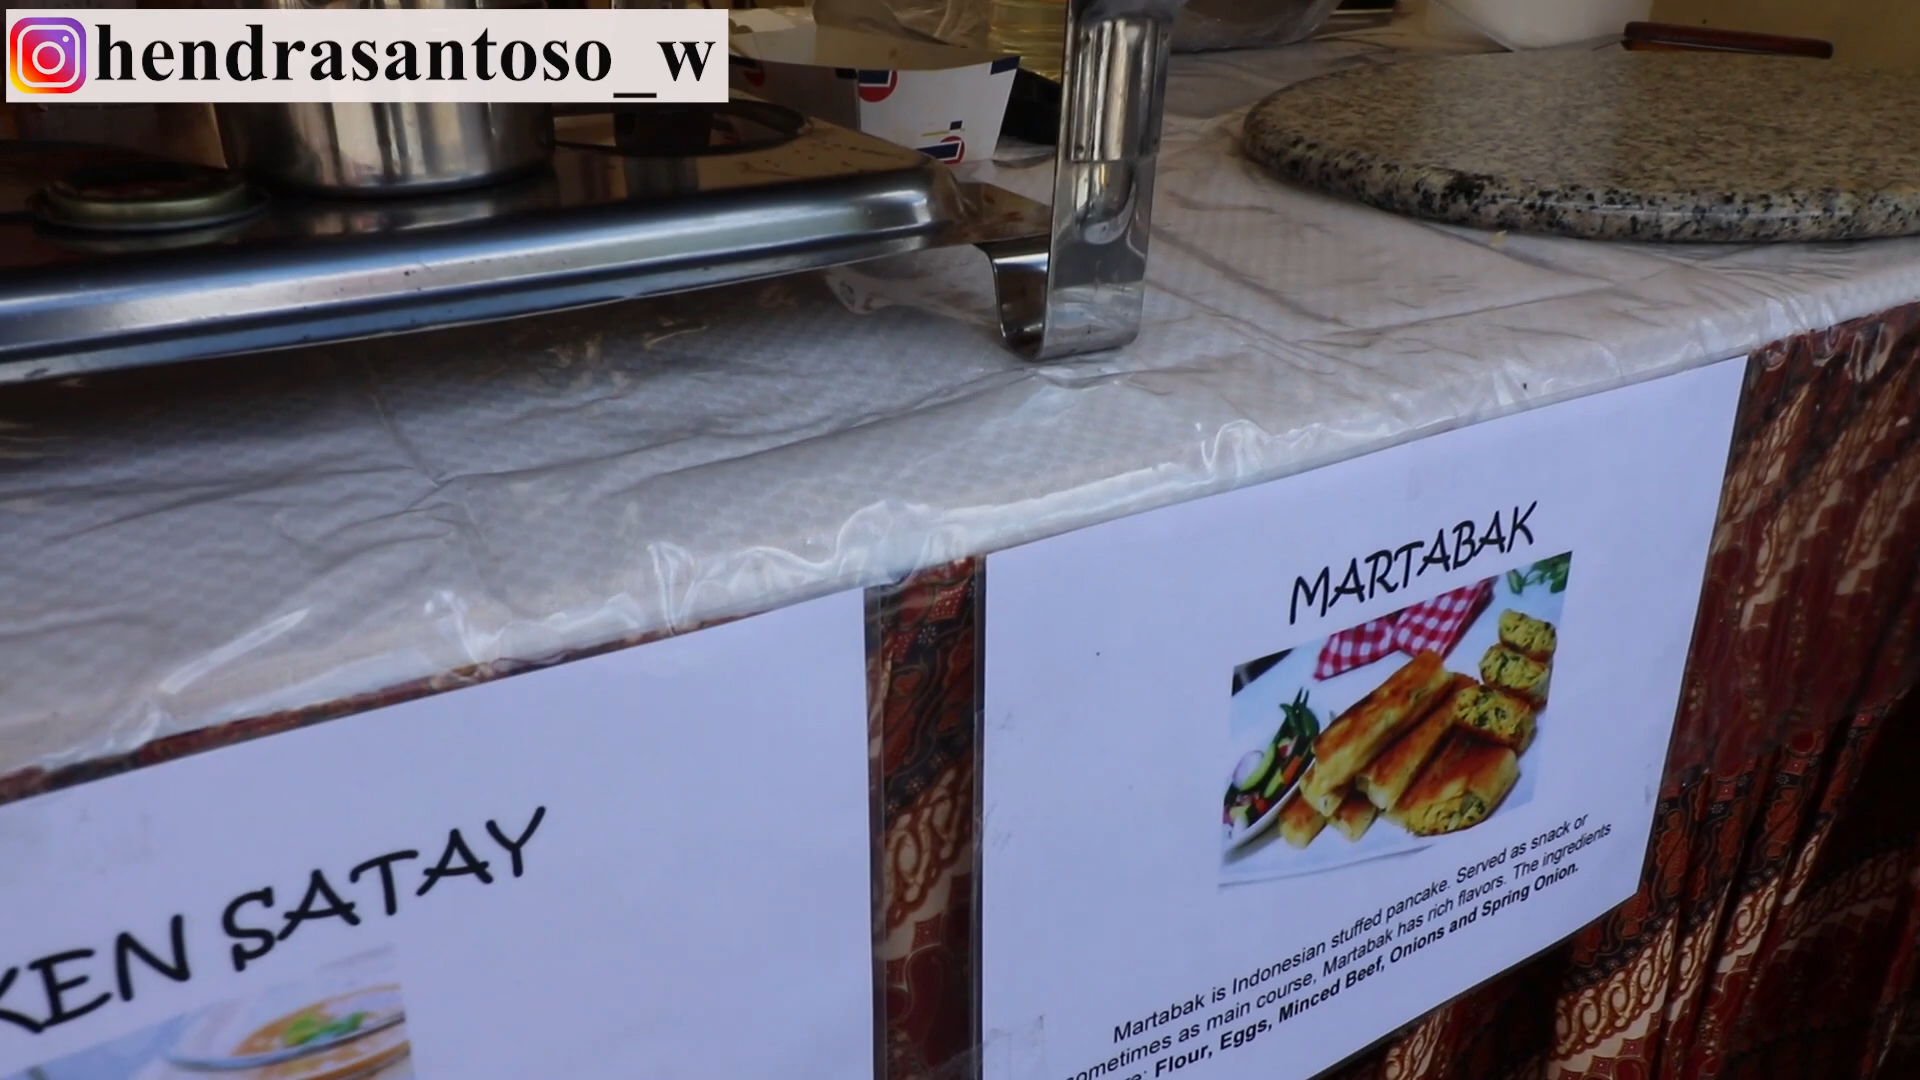 hendrasantoso_w
KEN SATAY
MARTABAK
Martabak is Indonesian stuffed pancake. Served as snack or
ometimes as main course, Martabak has rich flavors. The ingredients
Flour, Eggs, Minced Beef, Onions and Spring Onion.